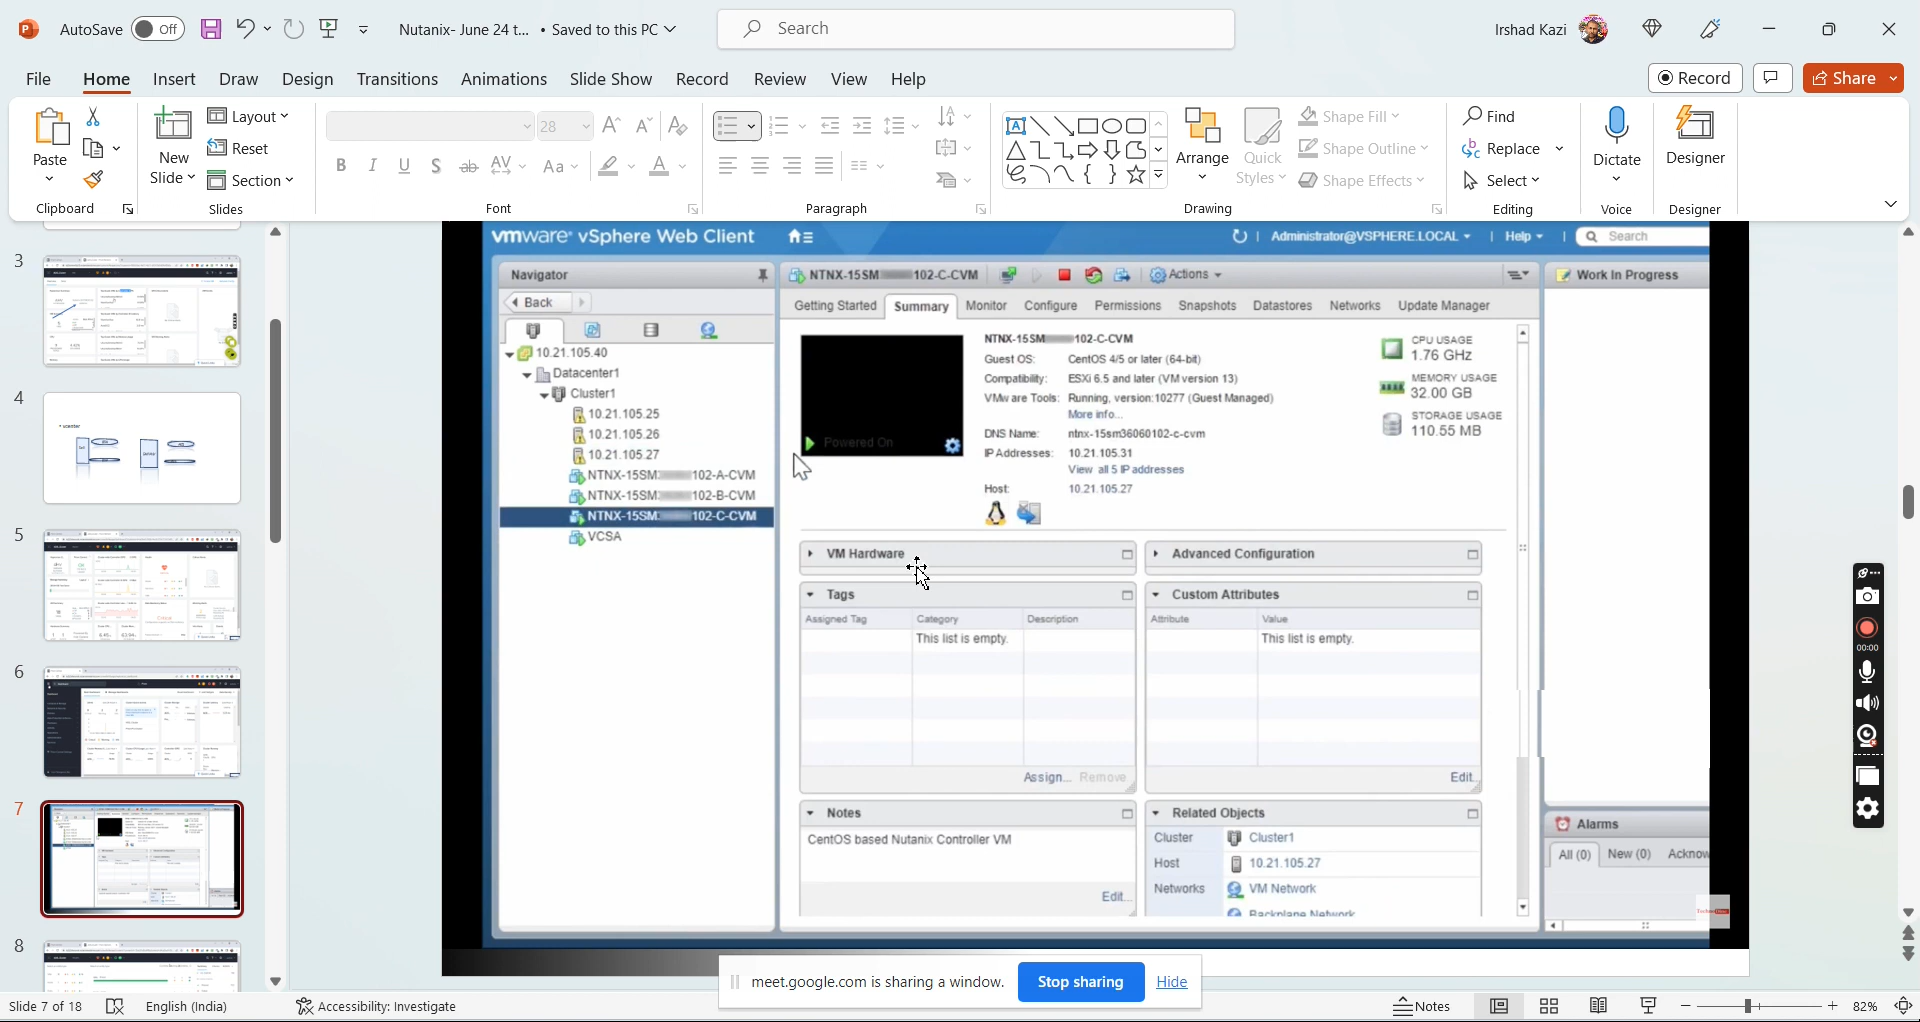 AutoSave Off Nutanix- June 24 t... • Saved to this PC Search Irshad Kazi
File Home Insert Draw Design Transitions Animations Slide Show Record Review View Help Record Share
Paste New Slide Layout Reset Section 28 Arrange Quick Styles Shape Fill Shape Outline Shape Effects Find Replace Select Dictate Designer
Clipboard Slides Font Paragraph Drawing Editing Voice Designer
3
4
5
6
7
8
vmware® vSphere Web Client Administrator@VSPHERE.LOCAL Help Search
Navigator
Back
10.21.105.40
Datacenter1
Cluster1
10.21.105.25
10.21.105.26
10.21.105.27
NTNX-15SM 102-A-CVM
NTNX-15SM 102-B-CVM
NTNX-15SM 102-C-CVM
VCSA
NTNX-15SM 102-C-CVM Actions
Getting Started Summary Monitor Configure Permissions Snapshots Datastores Networks Update Manager
Powered On
NTNX-15SM 102-C-CVM
Guest OS: CentOS 4/5 or later (64-bit)
Compatibility: ESXi 6.5 and later (VM version 13)
VMware Tools: Running, version:10277 (Guest Managed)
More info...
DNS Name: ntnx-15sm36060102-c-cvm
IP Addresses: 10.21.105.31
View all 5 IP addresses
Host: 10.21.105.27
CPU USAGE
1.76 GHz
MEMORY USAGE
32.00 GB
STORAGE USAGE
110.55 MB
VM Hardware
Tags
Assigned Tag Category Description
This list is empty.
Assign... Remove
Notes
CentOS based Nutanix Controller VM
Edit...
Advanced Configuration
Custom Attributes
Attribute Value
This list is empty.
Edit...
Related Objects
Cluster Cluster1
Host 10.21.105.27
Networks VM Network
Backplane Network
Work In Progress
Alarms
All (0) New (0) Acknow
00:00
meet.google.com is sharing a window. Stop sharing Hide
Slide 7 of 18 English (India) Accessibility: Investigate Notes 82%